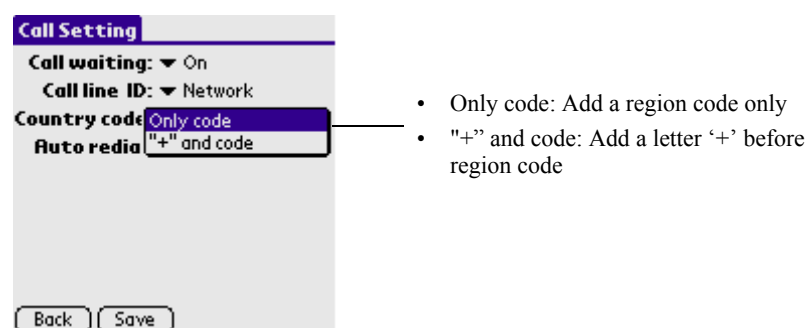 Call Setting
Call waiting: On
Call line ID: Network
Country code
Only code
"+" and code
Auto redia
Back Save
• Only code: Add a region code only
• "+” and code: Add a letter ‘+’ before
region code